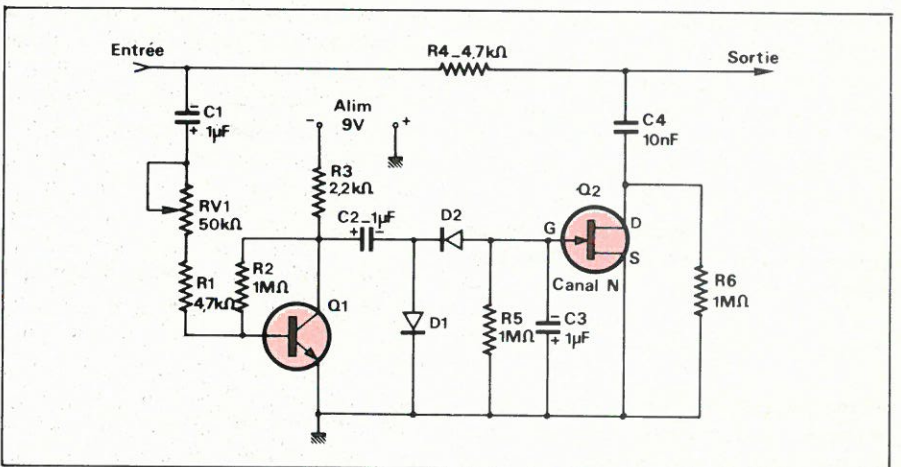 Entrée
R4_4,7kΩ
Sortie
C1
1µF
Alim
9V
C4
10nF
R3
2,2kΩ
Q2
RV1
50kΩ
C2_1µF
D2
G
D
S
Canal N
R2
1MΩ
R1
4,7kΩ
Q1
D1
R5
1MΩ
C3
1µF
R6
1MΩ